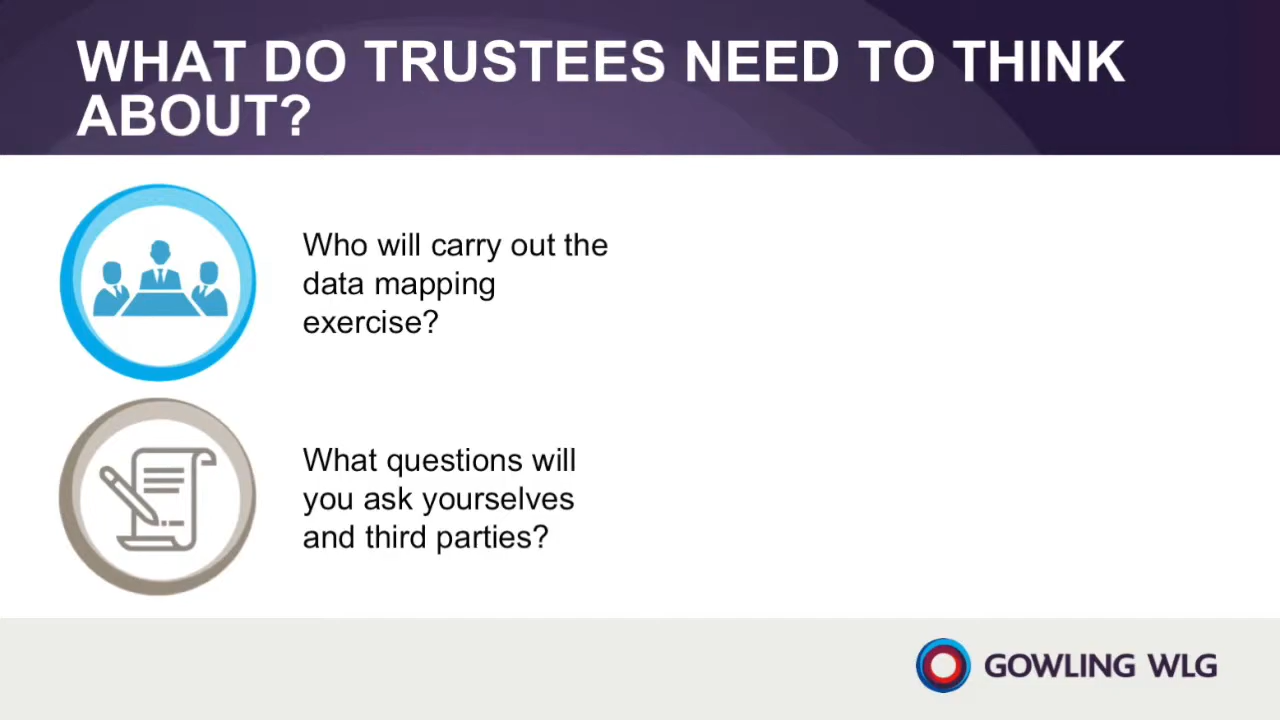 WHAT DO TRUSTEES NEED TO THINK
ABOUT?
Who will carry out the
data mapping
exercise?
What questions will
you ask yourselves
and third parties?
GOWLING WLG